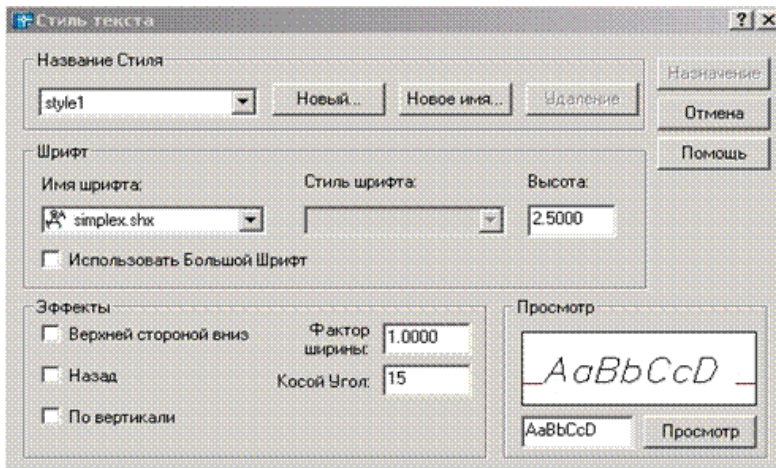 Стиль текста
Название Стиля
style1 Новый... Новое имя... Удаление
Назначение
Отмена
Помощь
Шрифт
Имя шрифта: Стиль шрифта: Высота:
simplex.shx 2.5000
Использовать Большой Шрифт
Эффекты
Верхней стороной вниз
Назад
По вертикали
Фактор
ширины: 1.0000
Косой Угол: 15
Просмотр
AaBbCcD
AaBbCcD Просмотр